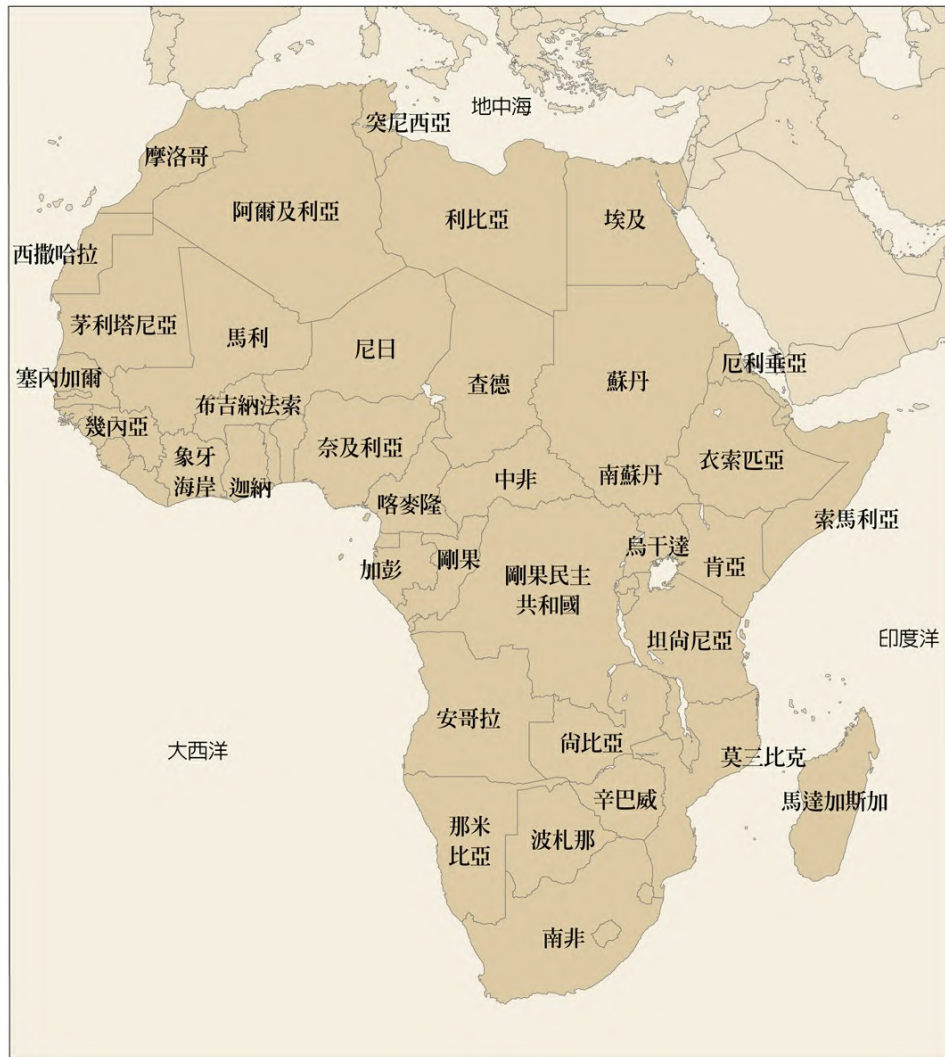 地中海
突尼西亞
摩洛哥
阿爾及利亞
利比亞
埃及
西撒哈拉
茅利塔尼亞
馬利
尼日
查德
蘇丹
厄利垂亞
塞內加爾
布吉納法索
幾內亞
奈及利亞
象牙
海岸
迦納
中非
南蘇丹
衣索匹亞
喀麥隆
索馬利亞
加彭
剛果
剛果民主
共和國
烏干達
肯亞
坦尚尼亞
印度洋
安哥拉
大西洋
尚比亞
莫三比克
馬達加斯加
辛巴威
那米
比亞
波札那
南非